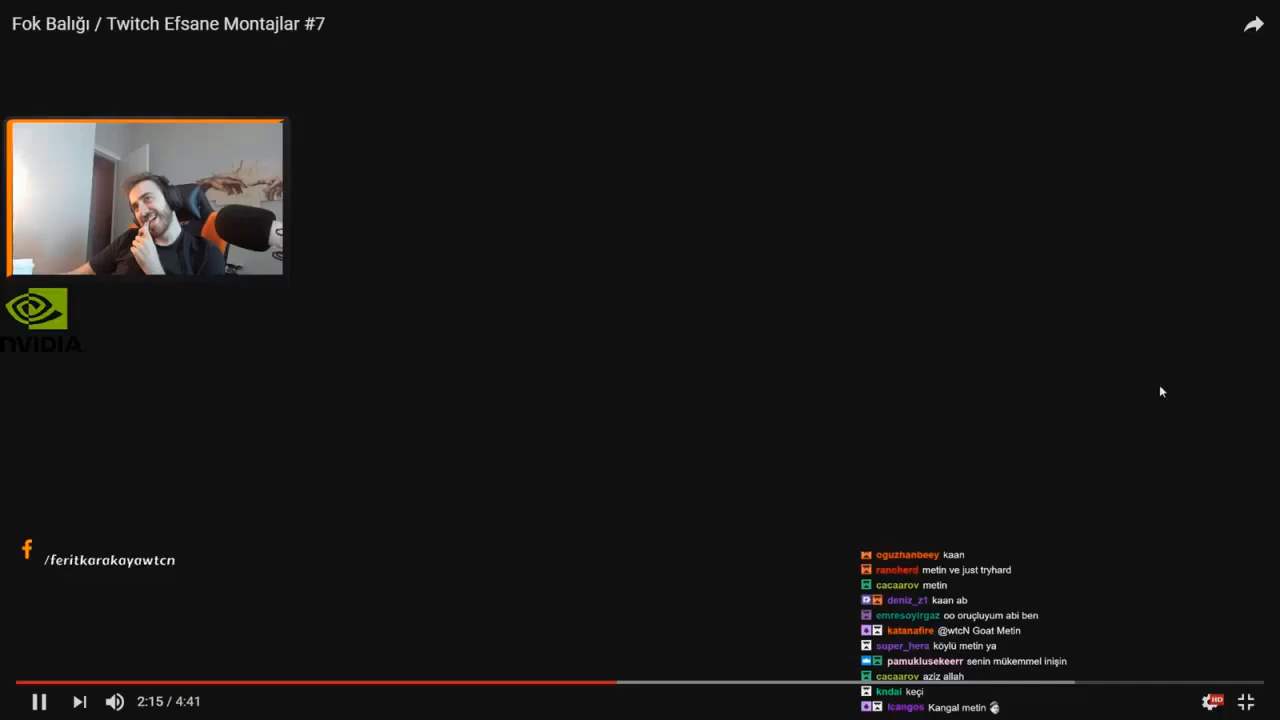 Fok Balığı / Twitch Efsane Montajlar #7
NVIDIA
/feritkarakayawtcn
oguzhanbeey kaan
rancherd metin ve just tryhard
cacaarov metin
deniz_z1 kaan ab
emresoyirgaz oo oruçluyum abi ben
katanafire @wtcN Goat Metin
super_hera köylü metin ya
pamuklusekeerr senin mükemmel inişin
cacaarov aziz allah
kndal keçi
Icangos Kangal metin
2:15 / 4:41
HD